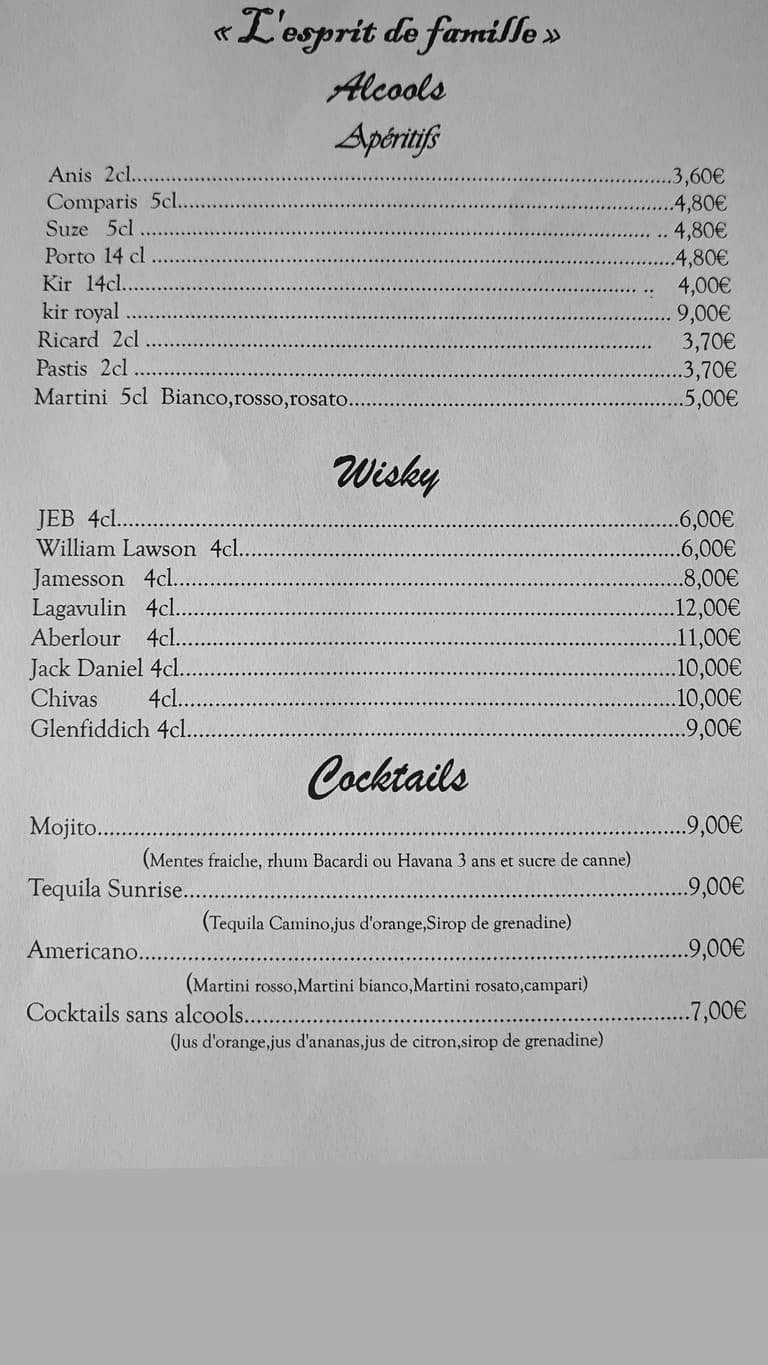 « L'esprit de famille »
Alcools
Apéritifs
Anis 2cl..........................................................................3,60€
Comparis 5cl....................................................................4,80€
Suze 5cl ..................................................................... .. 4,80€
Porto 14 cl ......................................................................4,80€
Kir 14cl...................................................................... .. 4,00€
kir royal ........................................................................ 9,00€
Ricard 2cl .................................................................... 3,70€
Pastis 2cl .........................................................................3,70€
Martini 5cl Bianco,rosso,rosato.............................................5,00€
Wisky
JEB 4cl...........................................................................6,00€
William Lawson 4cl..........................................................6,00€
Jamesson 4cl...................................................................8,00€
Lagavulin 4cl..................................................................12,00€
Aberlour 4cl..................................................................11,00€
Jack Daniel 4cl.................................................................10,00€
Chivas 4cl..................................................................10,00€
Glenfiddich 4cl..................................................................9,00€
Cocktails
Mojito..............................................................................9,00€
(Mentes fraiche, rhum Bacardi ou Havana 3 ans et sucre de canne)
Tequila Sunrise...................................................................9,00€
(Tequila Camino,jus d'orange,Sirop de grenadine)
Americano.........................................................................9,00€
(Martini rosso,Martini bianco,Martini rosato,campari)
Cocktails sans alcools...........................................................7,00€
(Jus d'orange,jus d'ananas,jus de citron,sirop de grenadine)